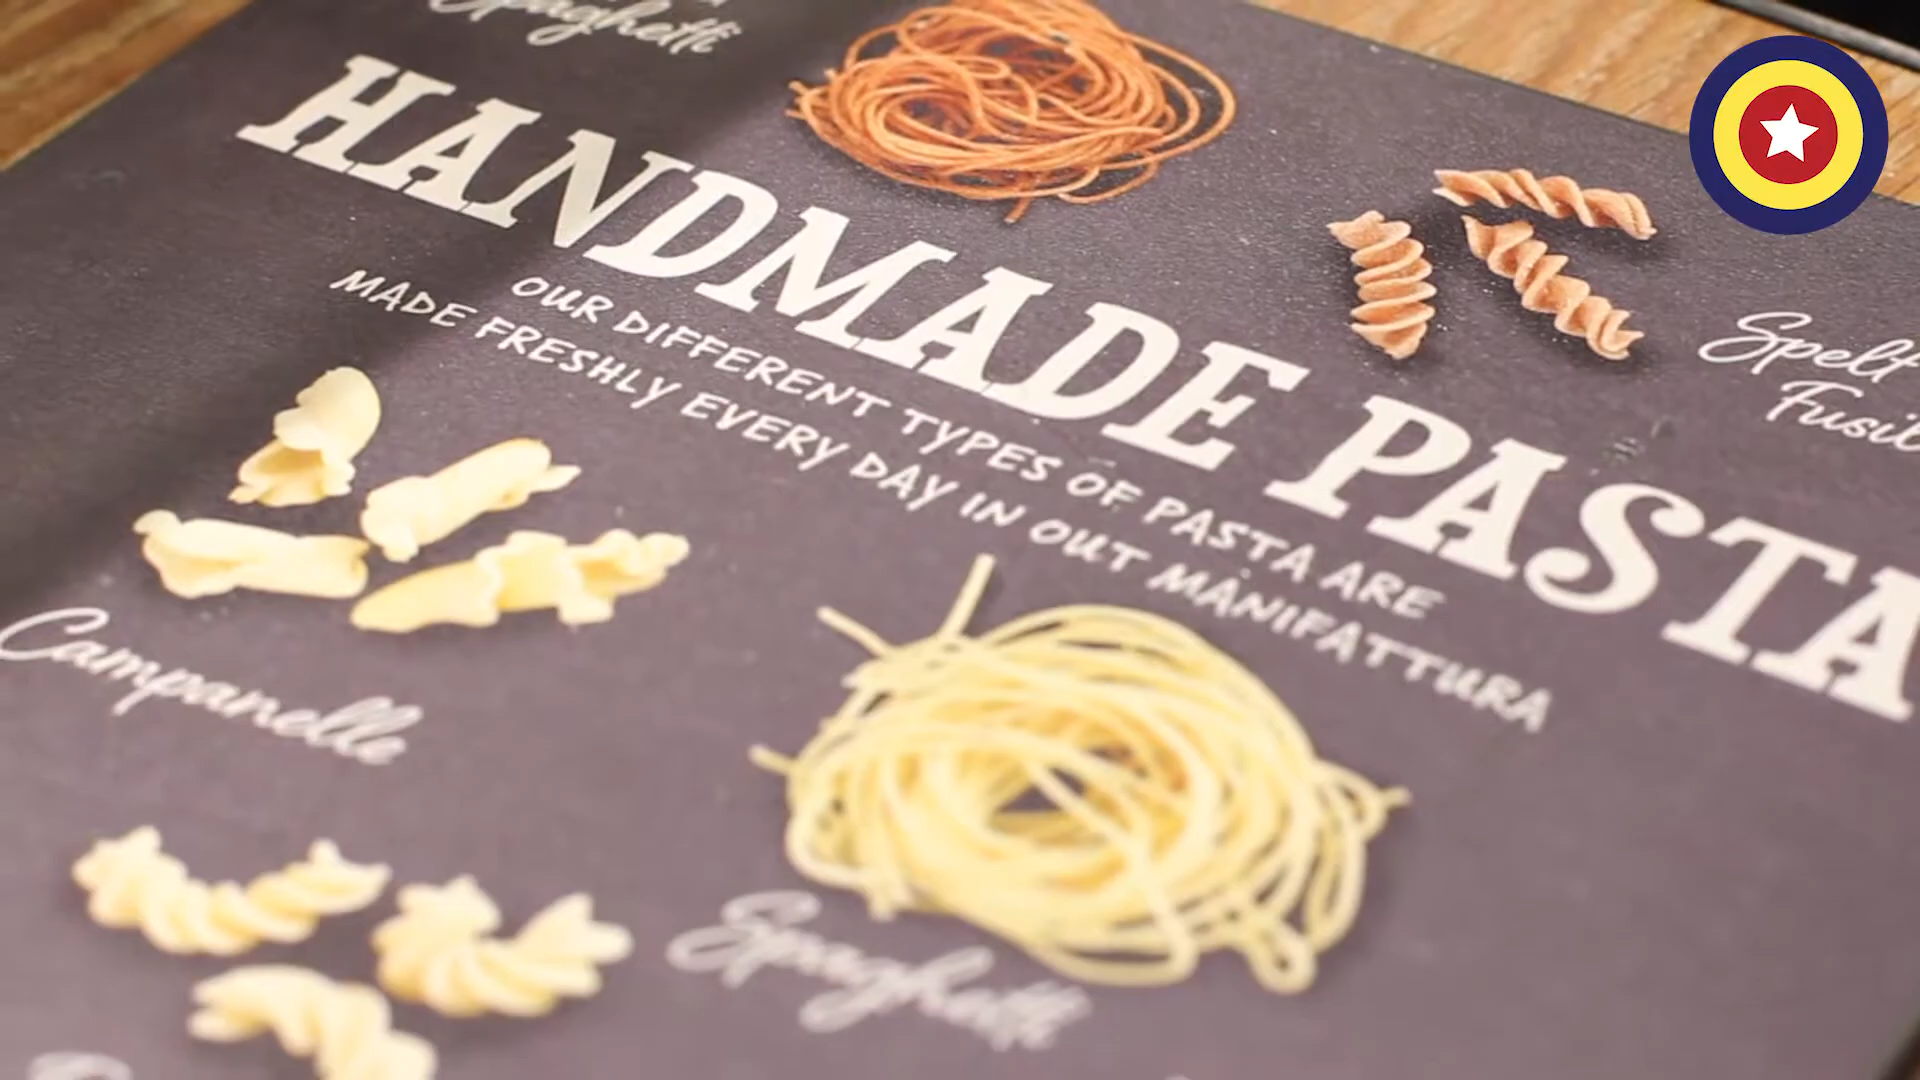 Spaghetti
HANDMADE PASTA
OUR DIFFERENT TYPES OF PASTA ARE
MADE FRESHLY EVERY DAY IN OUT MANIFATTURA
Spelt
Fusil
Campanelle
Spaghetti